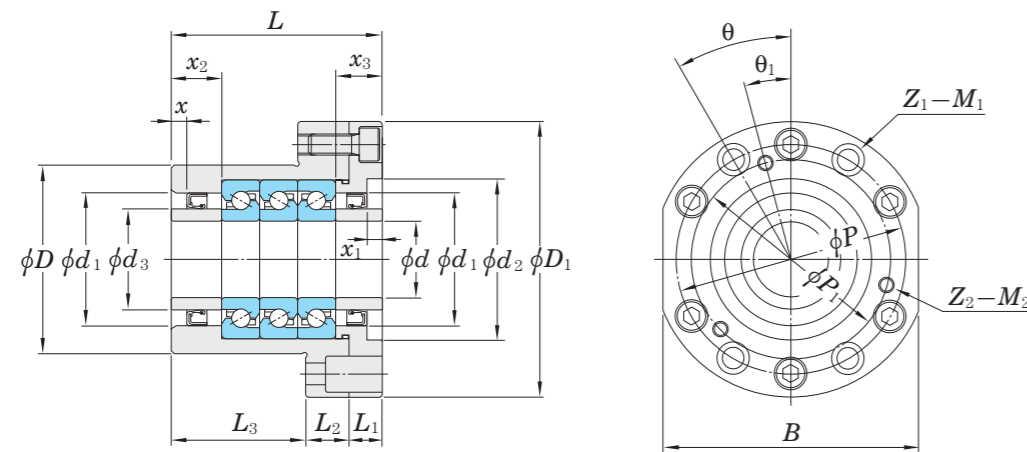 L
x₂
x₃
x
φD
φd₁
φd₃
x₁
φd
φd₁
φd₂
φD₁
L₃
L₂
L₁
θ
θ₁
Z₁−M₁
φP
φP₁
Z₂−M₂
B